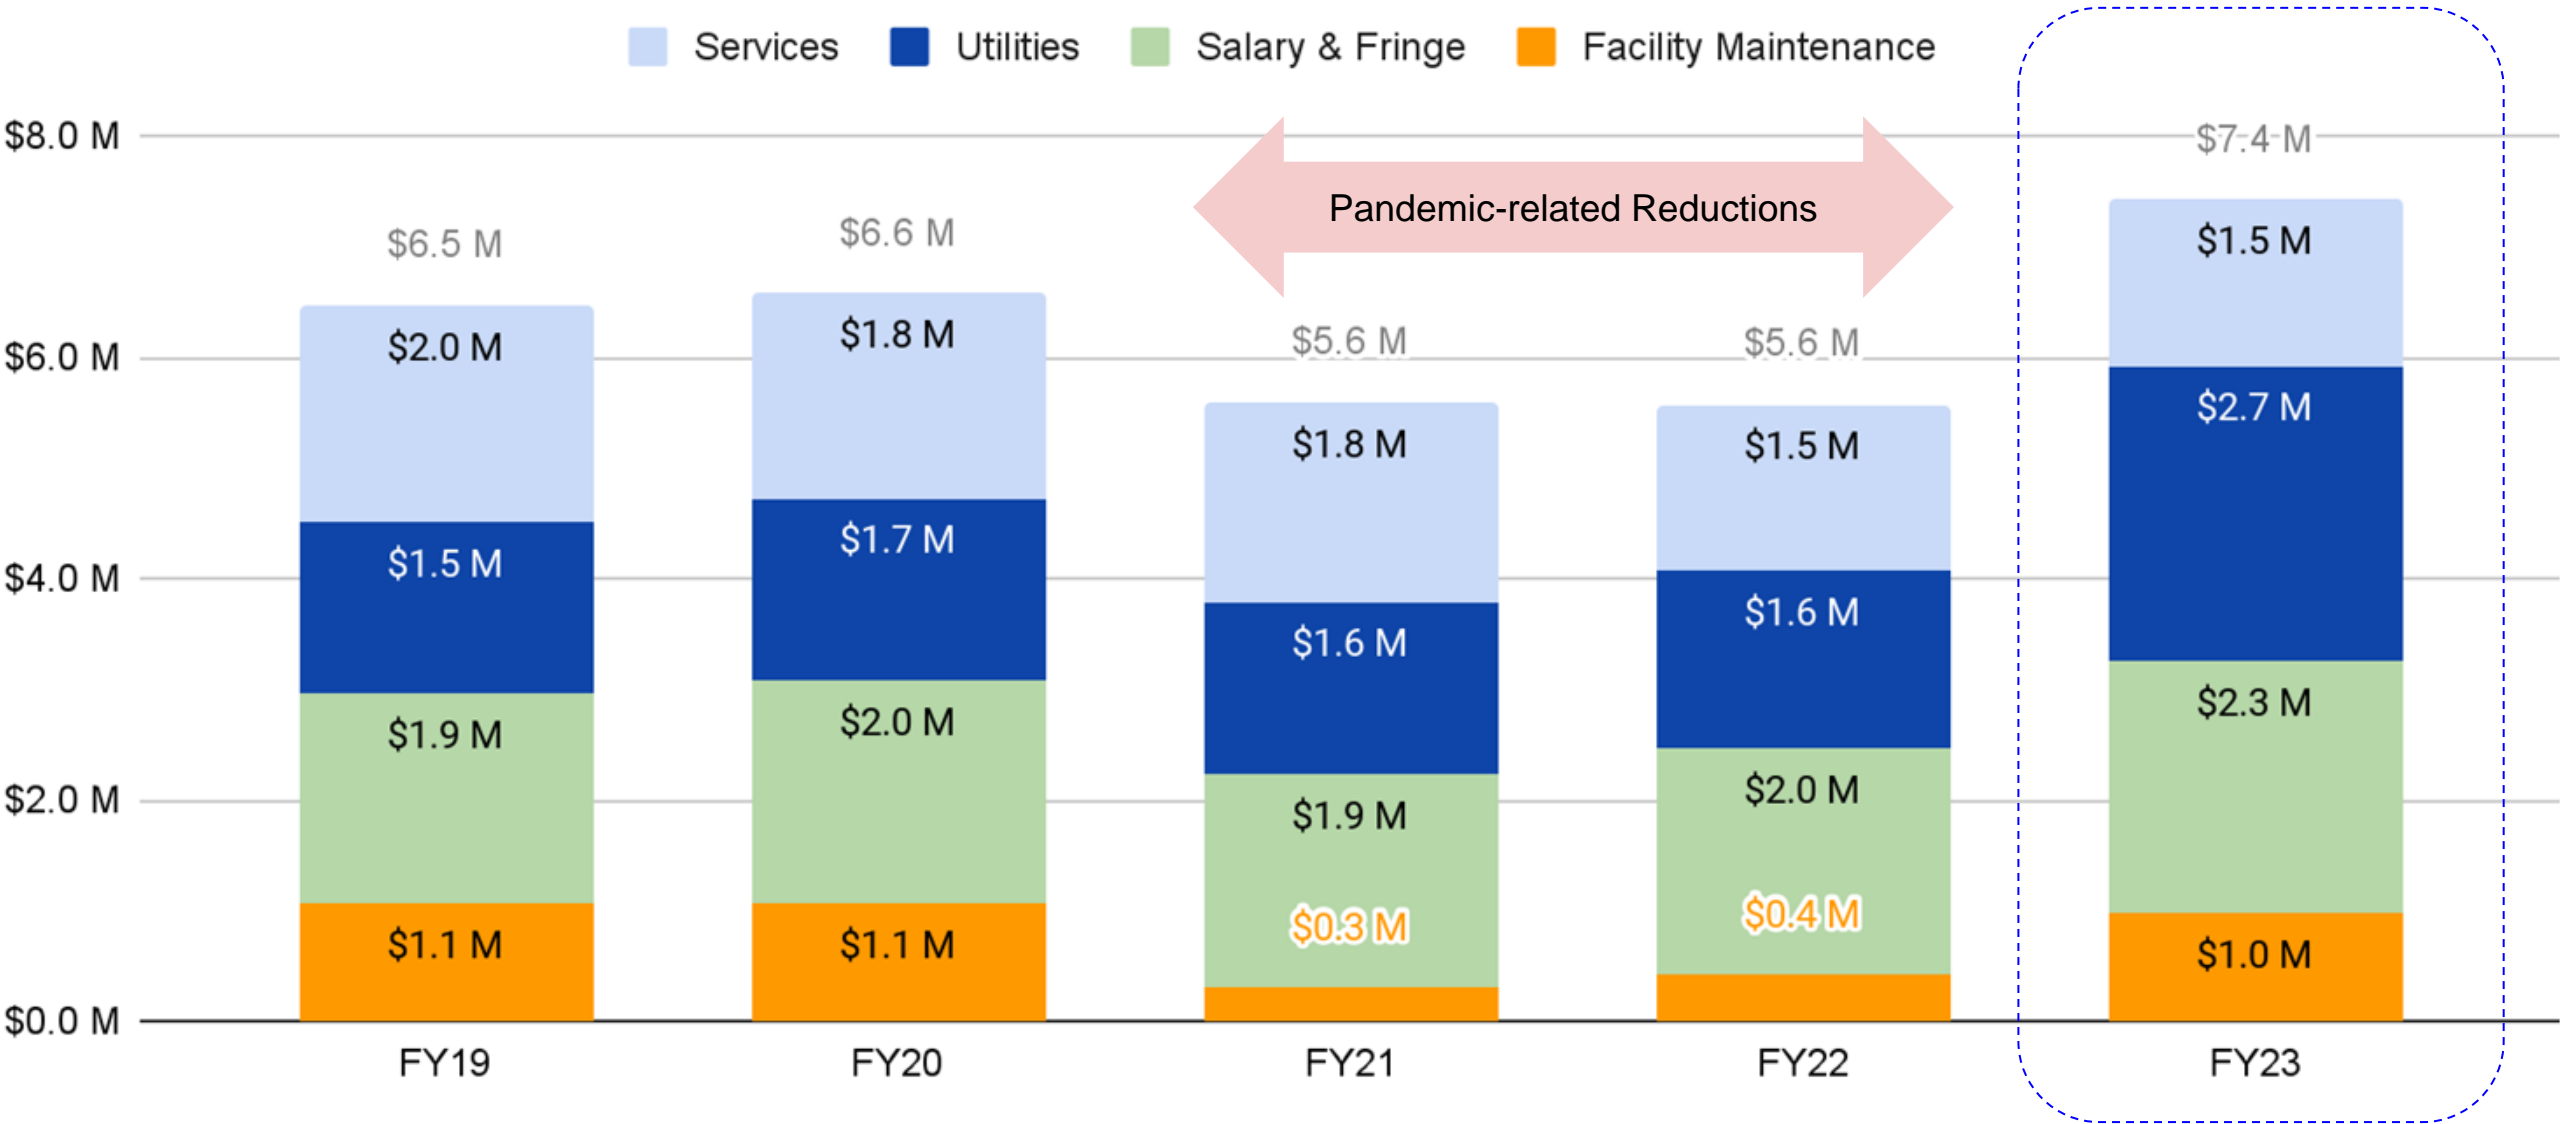 Services Utilities Salary & Fringe Facility Maintenance
$8.0 M
$6.0 M
$4.0 M
$2.0 M
$0.0 M
Pandemic-related Reductions
$6.5 M
$2.0 M
$1.5 M
$1.9 M
$1.1 M
$6.6 M
$1.8 M
$1.7 M
$2.0 M
$1.1 M
$5.6 M
$1.8 M
$1.6 M
$1.9 M
$0.3 M
$5.6 M
$1.5 M
$1.6 M
$2.0 M
$0.4 M
$7.4 M
$1.5 M
$2.7 M
$2.3 M
$1.0 M
FY19 FY20 FY21 FY22 FY23